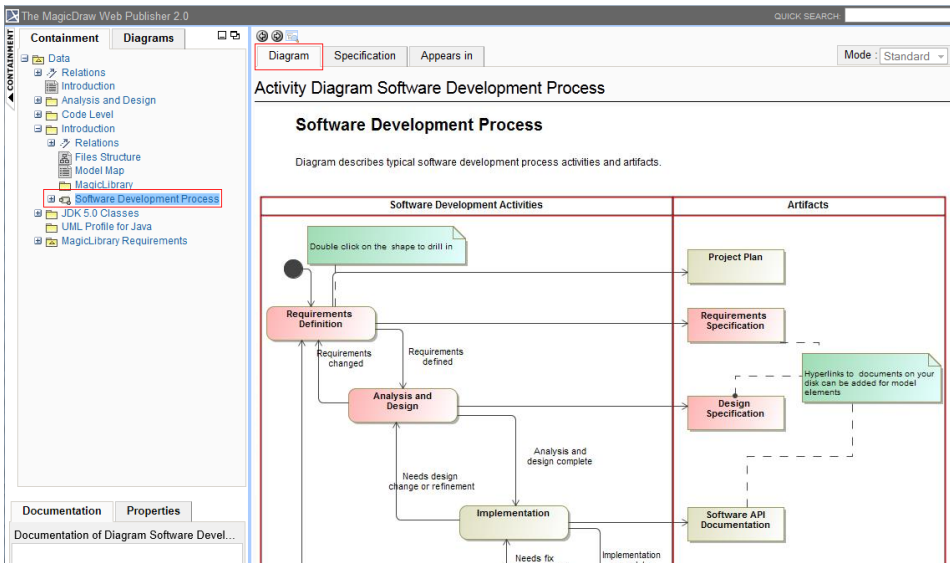 The MagicDraw Web Publisher 2.0
QUICK SEARCH:
CONTAINMENT
Containment
Diagrams
Data
Relations
Introduction
Analysis and Design
Code Level
Introduction
Relations
Files Structure
Model Map
MagicLibrary
Software Development Process
JDK 5.0 Classes
UML Profile for Java
MagicLibrary Requirements
Documentation
Properties
Documentation of Diagram Software Devel...
Diagram
Specification
Appears in
Mode :
Standard
Activity Diagram Software Development Process
Software Development Process
Diagram describes typical software development process activities and artifacts.
Software Development Activities
Artifacts
Double click on the shape to drill in
Project Plan
Requirements
Definition
Requirements
Specification
Requirements
changed
Requirements
defined
Hyperlinks to documents on your
disk can be added for model
elements
Analysis and
Design
Design
Specification
Analysis and
design complete
Needs design
change or refinement
Implementation
Software API
Documentation
Needs fix
Implementation